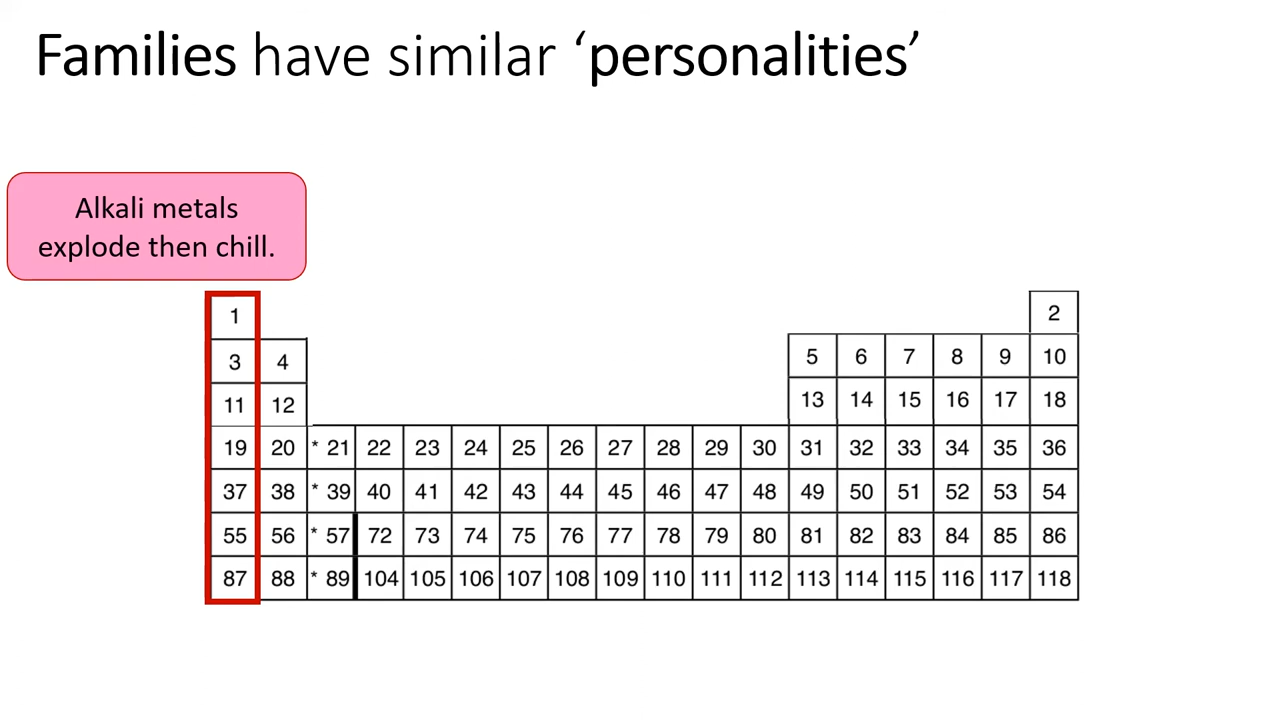 Families have similar ‘personalities’
Alkali metals
explode then chill.
1 2
3 4 5 6 7 8 9 10
11 12 13 14 15 16 17 18
19 20 * 21 22 23 24 25 26 27 28 29 30 31 32 33 34 35 36
37 38 * 39 40 41 42 43 44 45 46 47 48 49 50 51 52 53 54
55 56 * 57 72 73 74 75 76 77 78 79 80 81 82 83 84 85 86
87 88 * 89 104 105 106 107 108 109 110 111 112 113 114 115 116 117 118